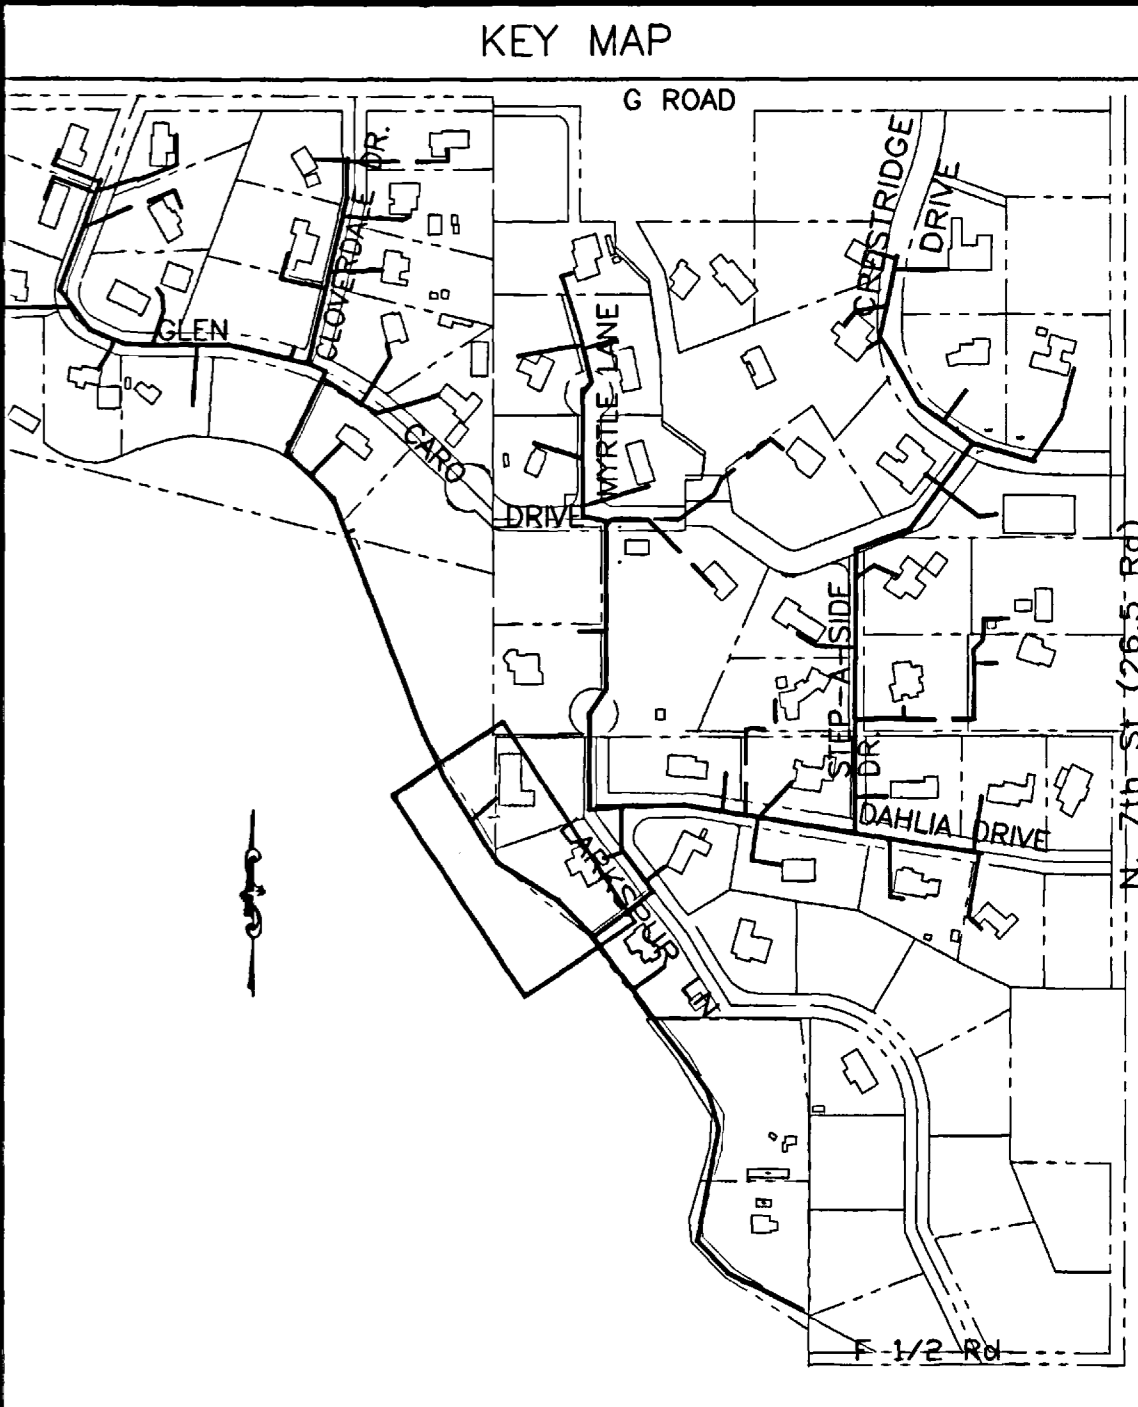 KEY MAP
G ROAD
CRESTRIDGE
DRIVE
CLOVERDALE DR.
GLEN
CARO
DRIVE
MYRTLE LANE
STEP-A-SIDE
DR.
DAHLIA DRIVE
LARKSPUR LN
N. 7th St (26.5 Rd)
F 1/2 Rd